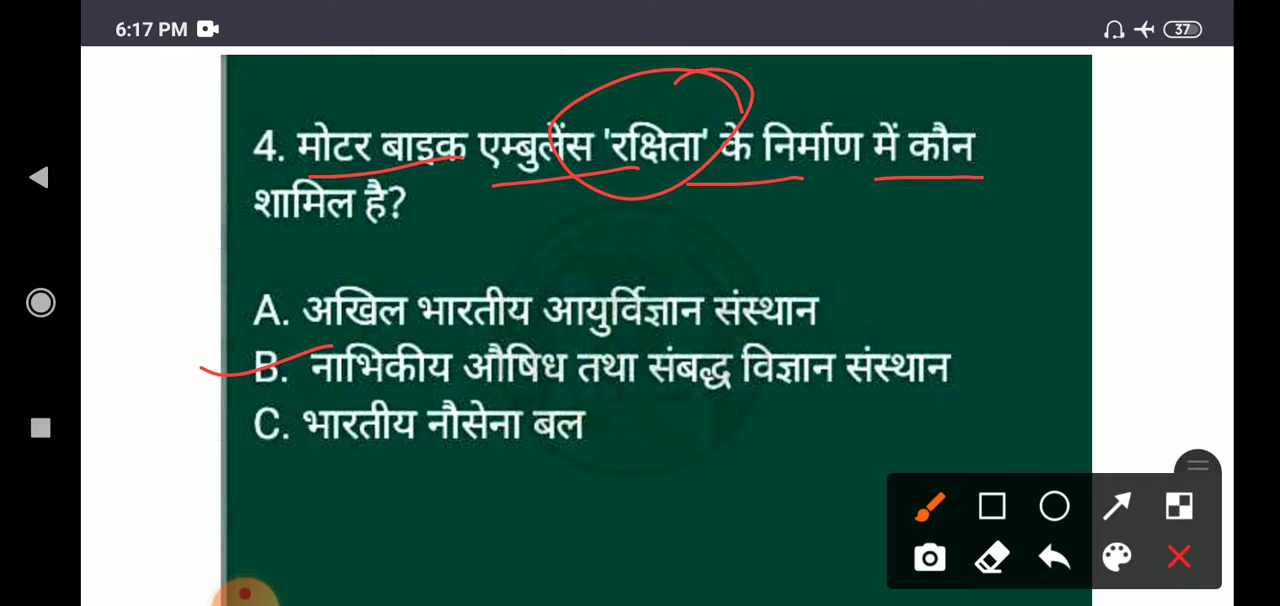 6:17 PM
37
4. मोटर बाइक एम्बुलेंस 'रक्षिता' के निर्माण में कौन
शामिल है?
A. अखिल भारतीय आयुर्विज्ञान संस्थान
B. नाभिकीय औषिध तथा संबद्ध विज्ञान संस्थान
C. भारतीय नौसेना बल